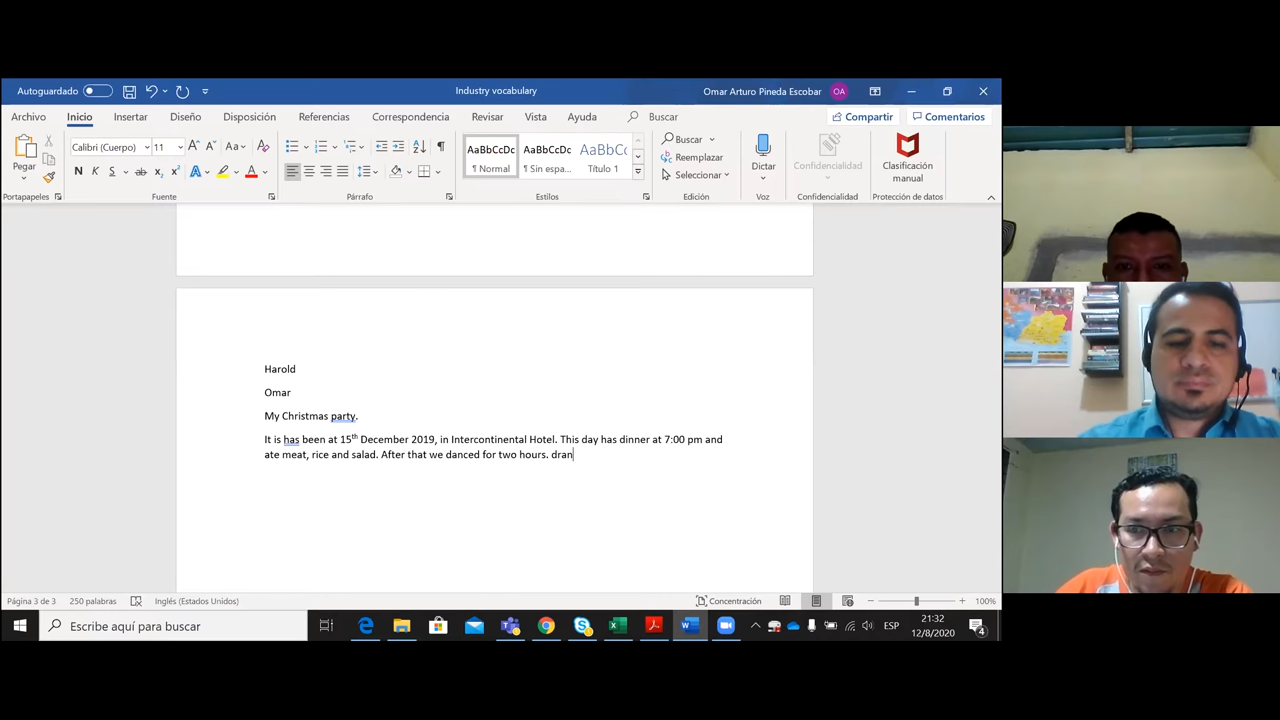 Autoguardado
Industry vocabulary
Omar Arturo Pineda Escobar
OA
Archivo Inicio Insertar Diseño Disposición Referencias Correspondencia Revisar Vista Ayuda Buscar
Compartir Comentarios
Pegar
Calibri (Cuerpo) 11
N K S
AaBbCcDc AaBbCcDc AaBbCc
¶ Normal ¶ Sin espa... Título 1
Buscar
Reemplazar
Seleccionar
Dictar
Confidencialidad
Clasificación manual
Portapapeles Fuente Párrafo Estilos Edición Voz Confidencialidad Protección de datos
Harold
Omar
My Christmas party.
It is has been at 15th December 2019, in Intercontinental Hotel. This day has dinner at 7:00 pm and
ate meat, rice and salad. After that we danced for two hours. dran
Página 3 de 3 250 palabras Inglés (Estados Unidos) Concentración 100%
Escribe aquí para buscar
ESP
21:32
12/8/2020
4